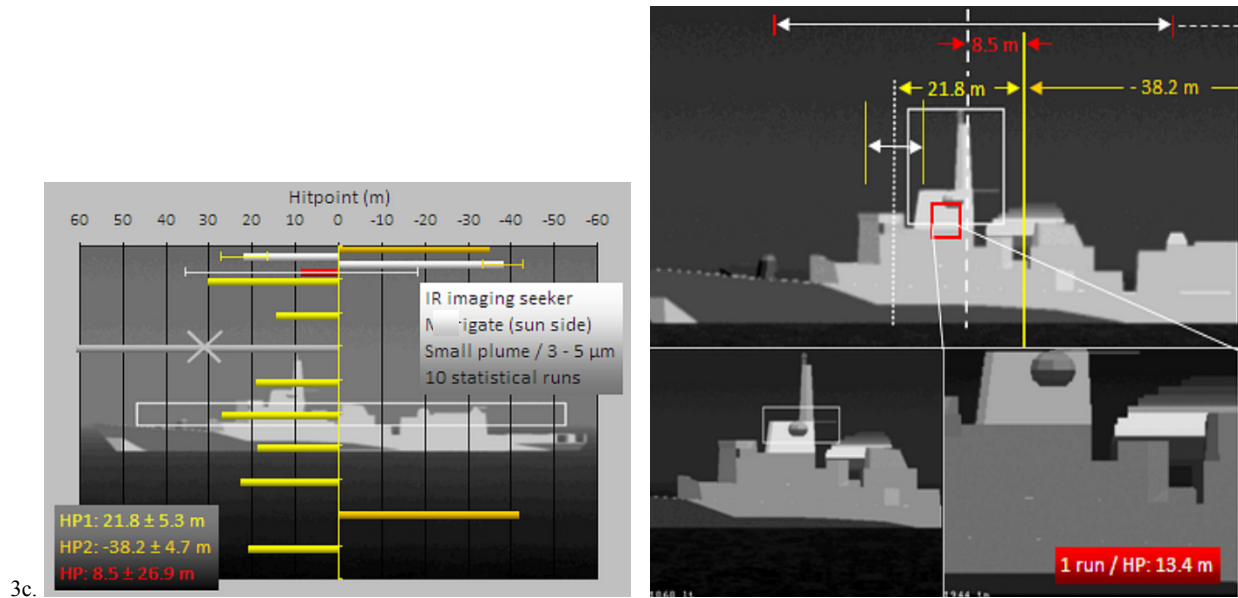 Hitpoint (m)
60 50 40 30 20 10 0 -10 -20 -30 -40 -50 -60
IR imaging seeker
rigate (sun side)
Small plume / 3 - 5 µm
10 statistical runs
HP1: 21.8 ± 5.3 m
HP2: -38.2 ± 4.7 m
HP: 8.5 ± 26.9 m
3c.
8.5 m
21.8 m
- 38.2 m
1 run / HP: 13.4 m